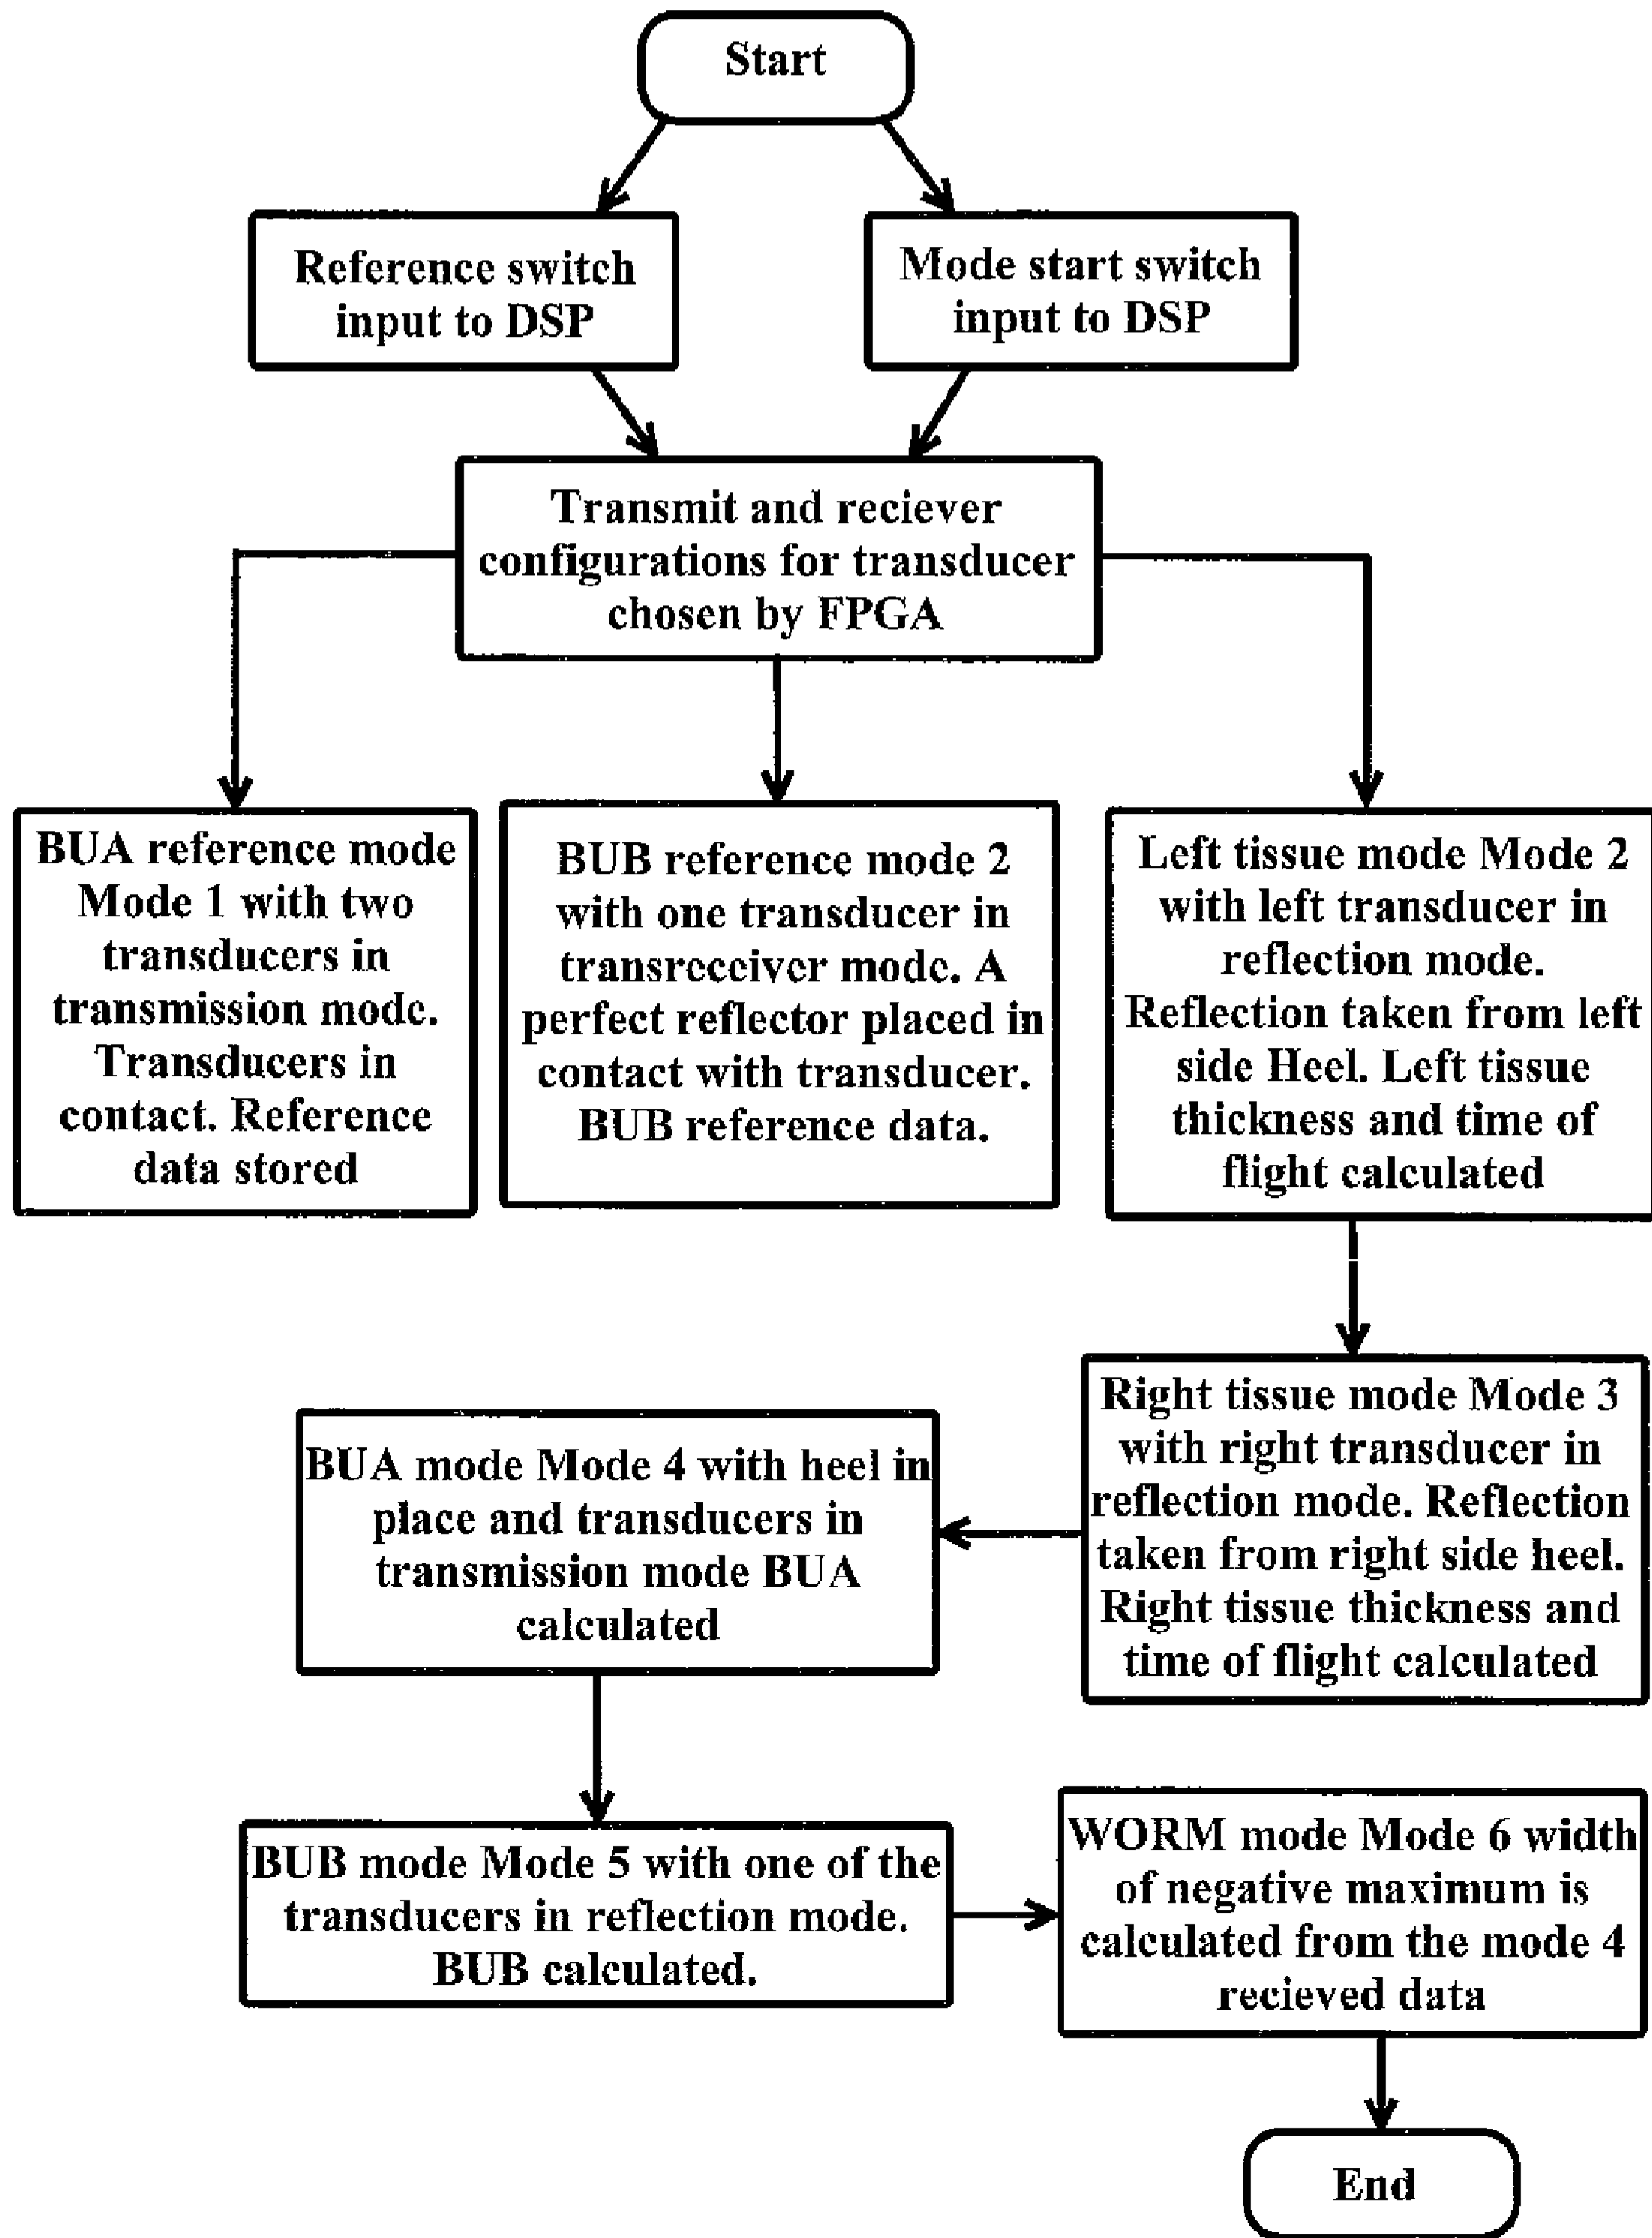 Start
Reference switch
input to DSP
Mode start switch
input to DSP
Transmit and reciever
configurations for transducer
chosen by FPGA
BUA reference mode
Mode 1 with two
transducers in
transmission mode.
Transducers in
contact. Reference
data stored
BUB reference mode 2
with one transducer in
transreceiver mode. A
perfect reflector placed in
contact with transducer.
BUB reference data.
Left tissue mode Mode 2
with left transducer in
reflection mode.
Reflection taken from left
side Heel. Left tissue
thickness and time of
flight calculated
Right tissue mode Mode 3
with right transducer in
reflection mode. Reflection
taken from right side heel.
Right tissue thickness and
time of flight calculated
BUA mode Mode 4 with heel in
place and transducers in
transmission mode BUA
calculated
BUB mode Mode 5 with one of the
transducers in reflection mode.
BUB calculated.
WORM mode Mode 6 width
of negative maximum is
calculated from the mode 4
recieved data
End